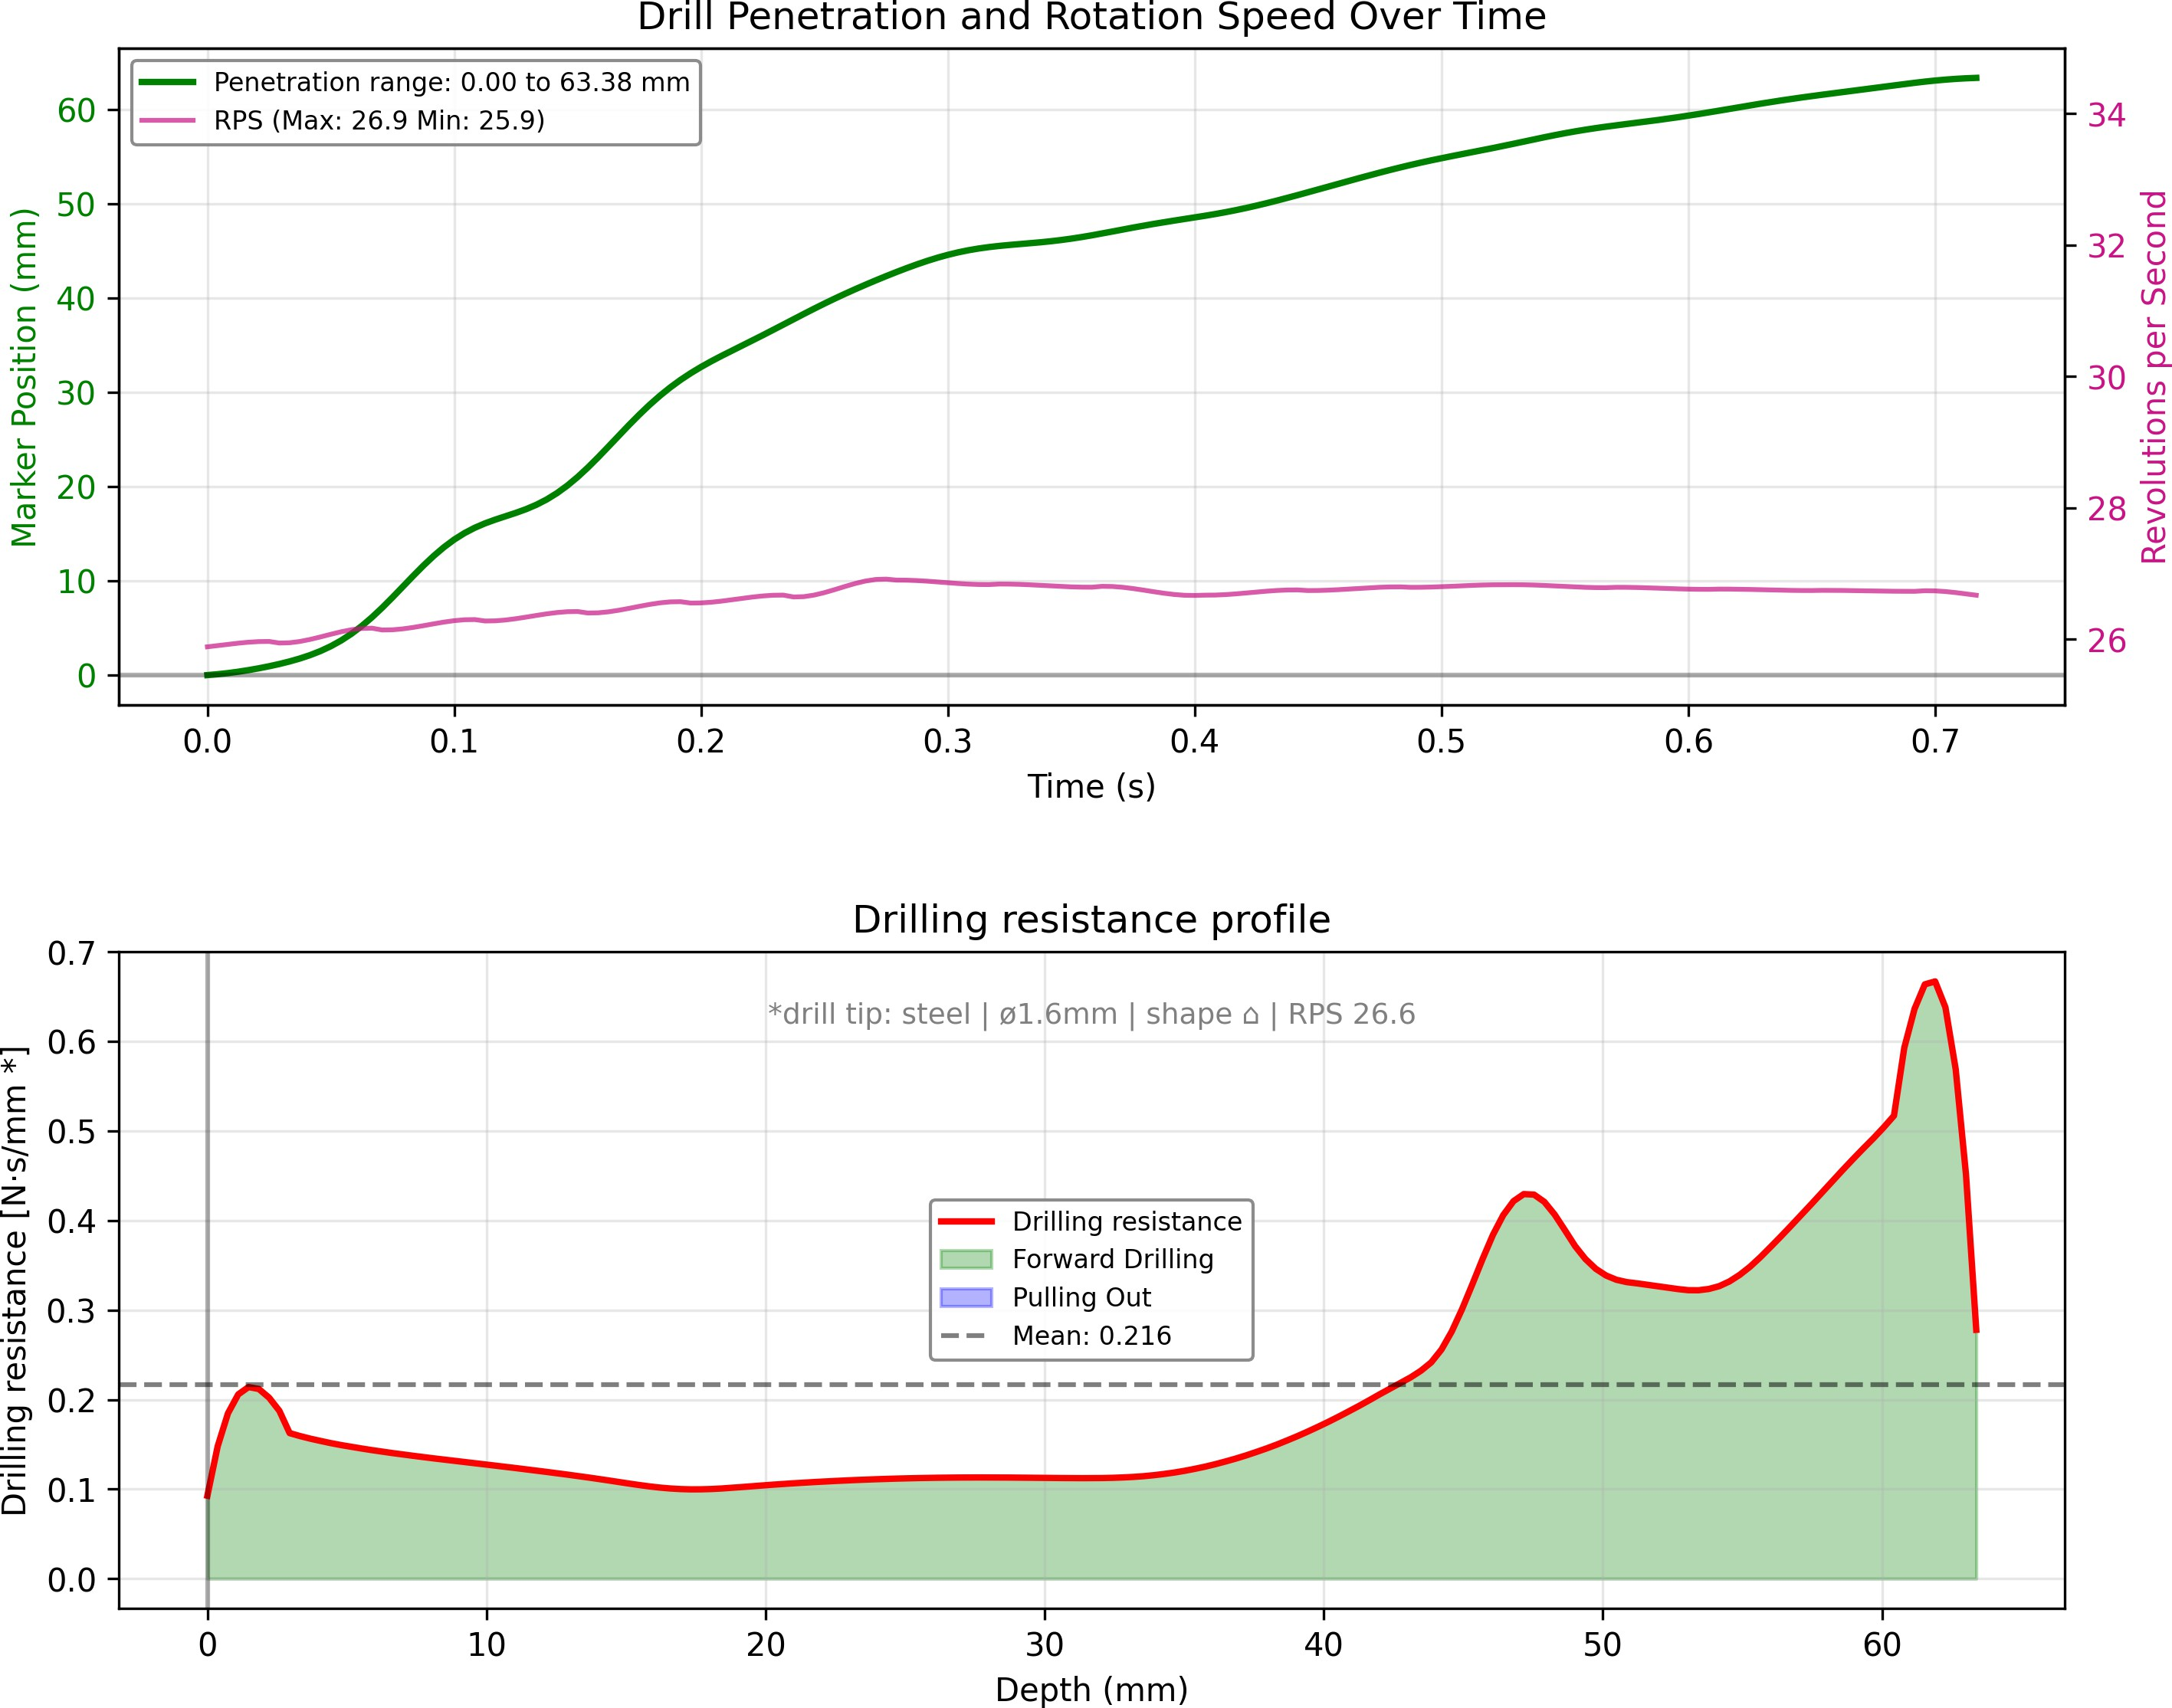 Drill Penetration and Rotation Speed Over Time
Penetration range: 0.00 to 63.38 mm
RPS (Max: 26.9 Min: 25.9)
Marker Position (mm)
60
50
40
30
20
10
0
Revolutions per Second
34
32
30
28
26
0.0 0.1 0.2 0.3 0.4 0.5 0.6 0.7
Time (s)
Drilling resistance profile
*drill tip: steel | ø1.6mm | shape ⌂ | RPS 26.6
Drilling resistance [N·s/mm *]
0.7
0.6
0.5
0.4
0.3
0.2
0.1
0.0
Drilling resistance
Forward Drilling
Pulling Out
Mean: 0.216
0 10 20 30 40 50 60
Depth (mm)